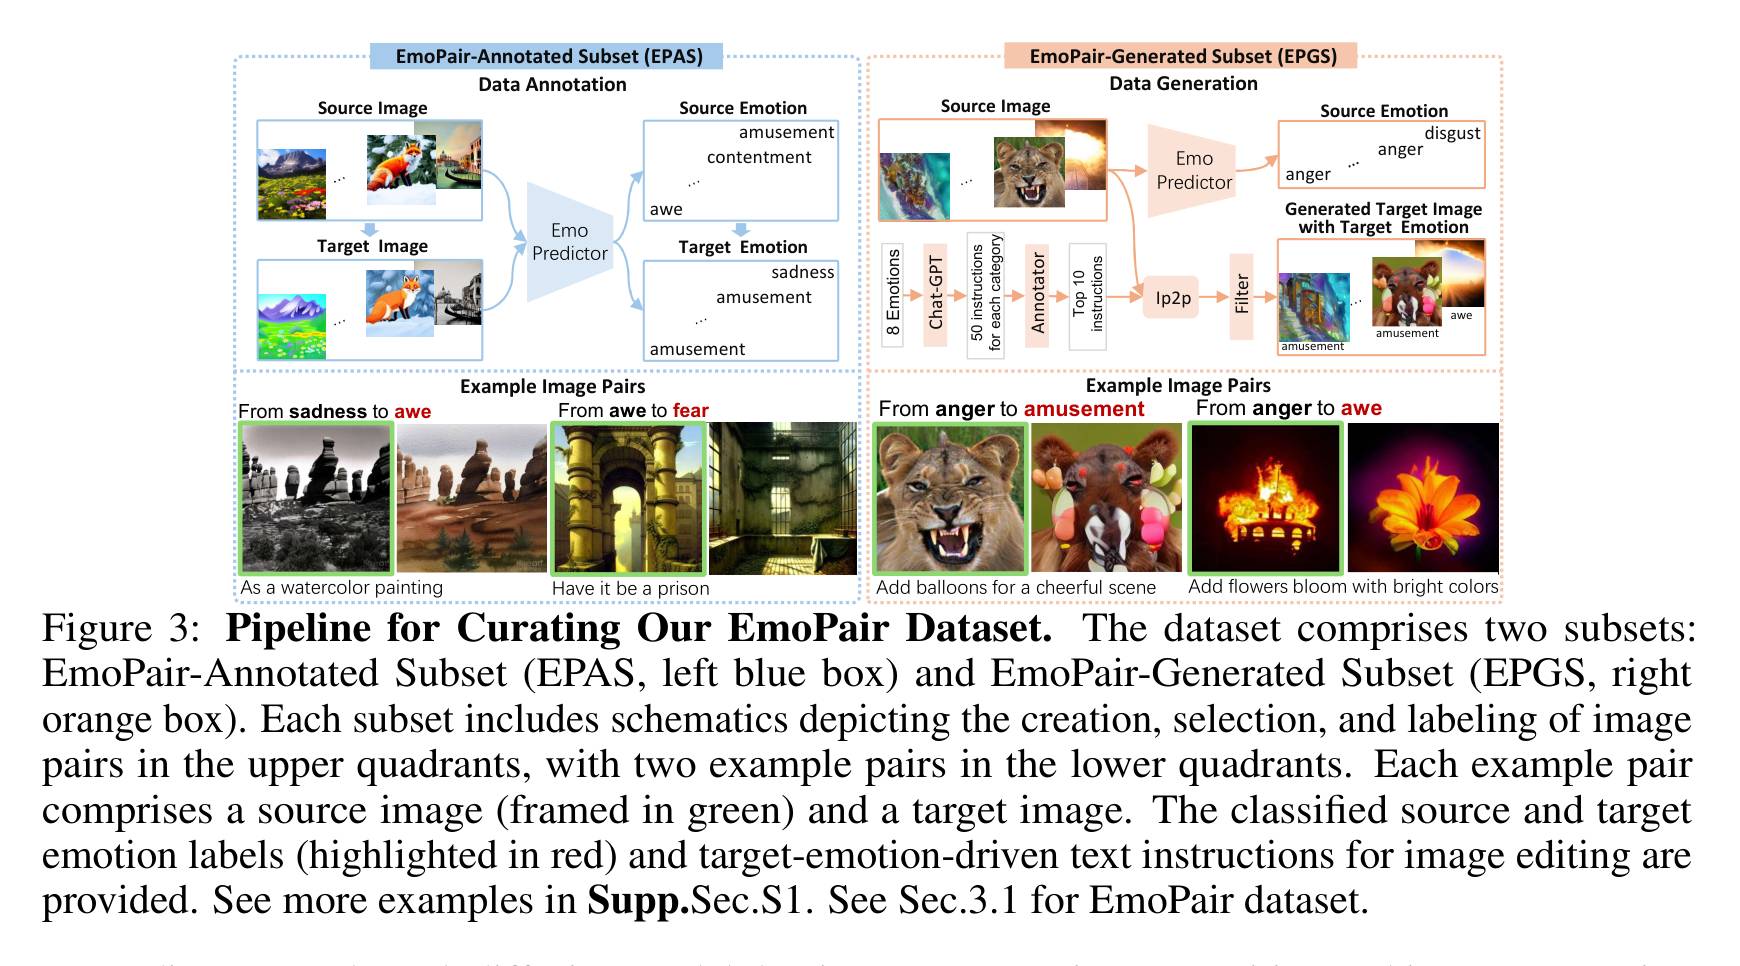 EmoPair-Annotated Subset (EPAS)
Data Annotation
Source Image
Source Emotion
amusement
contentment
...
awe
Emo
Predictor
Target Image
Target Emotion
sadness
amusement
...
amusement
Example Image Pairs
From sadness to awe
From awe to fear
As a watercolor painting
Have it be a prison
EmoPair-Generated Subset (EPGS)
Data Generation
Source Image
Source Emotion
disgust
anger
...
anger
Emo
Predictor
Generated Target Image
with Target Emotion
8 Emotions
Chat-GPT
50 instructions
for each category
Annotator
Top 10
instructions
Ip2p
Filter
awe
amusement
amusement
Example Image Pairs
From anger to amusement
From anger to awe
Add balloons for a cheerful scene
Add flowers bloom with bright colors
Figure 3: Pipeline for Curating Our EmoPair Dataset. The dataset comprises two subsets:
EmoPair-Annotated Subset (EPAS, left blue box) and EmoPair-Generated Subset (EPGS, right
orange box). Each subset includes schematics depicting the creation, selection, and labeling of image
pairs in the upper quadrants, with two example pairs in the lower quadrants. Each example pair
comprises a source image (framed in green) and a target image. The classified source and target
emotion labels (highlighted in red) and target-emotion-driven text instructions for image editing are
provided. See more examples in Supp.Sec.S1. See Sec.3.1 for EmoPair dataset.